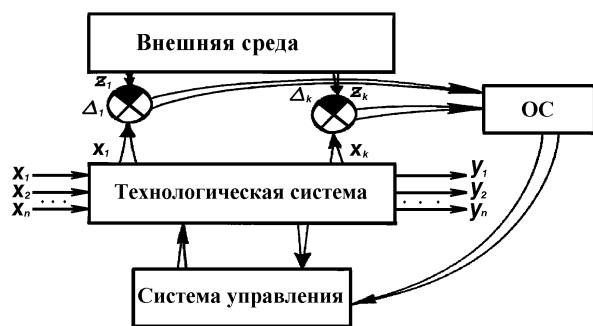 Внешняя среда
z₁
Δ₁
Δₖ
zₖ
ОС
x₁
xₖ
x₁
x₂
. . .
xₙ
Технологическая система
y₁
y₂
. . .
yₙ
Система управления